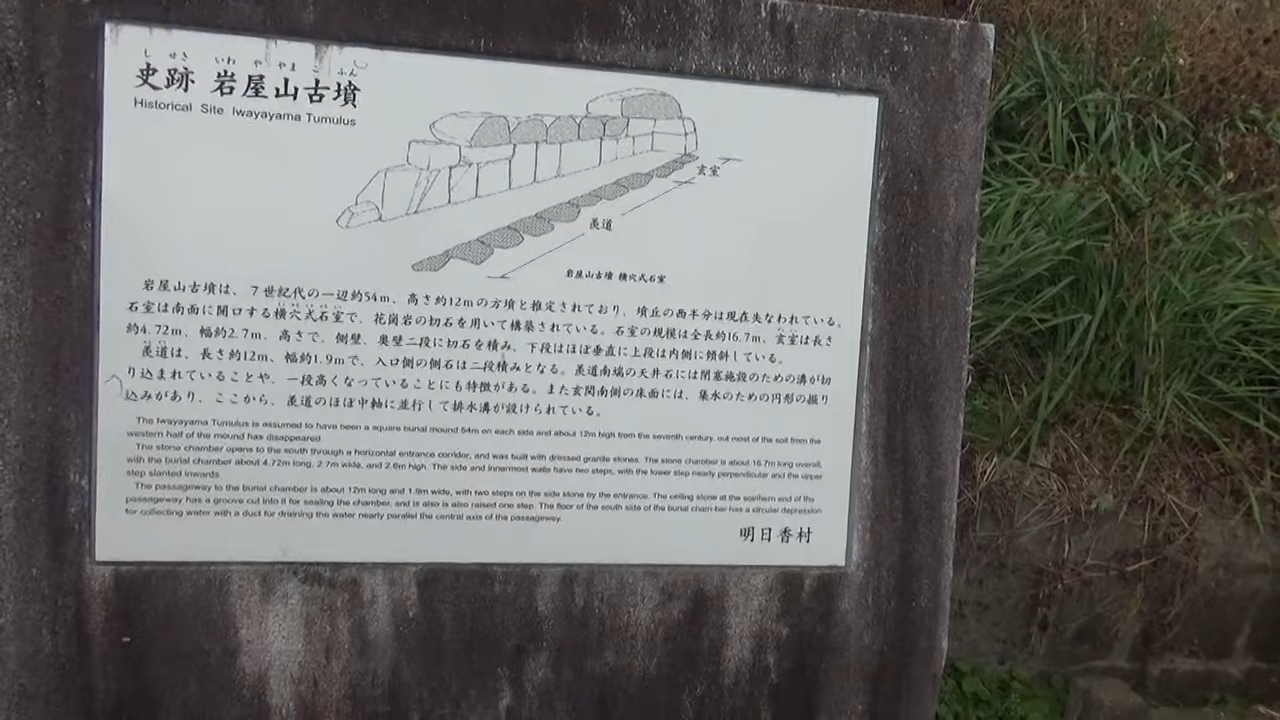 し せき いわ や やま こ ふん
史跡 岩屋山古墳
Historical Site Iwayayama Tumulus
玄室
羨道
岩屋山古墳 横穴式石室
岩屋山古墳は、7世紀代の一辺約54m、高さ約12mの方墳と推定されており、墳丘の西半分は現在失なわれている。
石室は南面に開口する横穴式石室で、花崗岩の切石を用いて構築されている。石室の規模は全長約16.7m、玄室は長さ
約4.72m、幅約2.7m、高さで、側壁、奥壁二段に切石を積み、下段はほぼ垂直に上段は内側に傾斜している。
羨道は、長さ約12m、幅約1.9mで、入口側の側石は二段積みとなる。羨道南端の天井石には閉塞施設のための溝が切
り込まれていることや、一段高くなっていることにも特徴がある。また玄関南側の床面には、集水のための円形の掘り
込みがあり、ここから、羨道のほぼ中軸に並行して排水溝が設けられている。
The Iwayayama Tumulus is assumed to have been a square burial mound 54m on each side and about 12m high from the seventh century, but most of the soil from the
western half of the mound has disappeared.
The stone chamber opens to the south through a horizontal entrance corridor, and was built with dressed granite stones. The stone chamber is about 16.7m long overall,
with the burial chamber about 4.72m long, 2.7m wide, and 2.6m high. The side and innermost walls have two steps, with the lower step nearly perpendicular and the upper
step slanted inwards.
The passageway to the burial chamber is about 12m long and 1.9m wide, with two steps on the side stone by the entrance. The ceiling stone at the southern end of the
passageway has a groove cut into it for sealing the chamber, and is also is also raised one step. The floor of the south side of the burial cham-ber has a circular depression
for collecting water with a duct for draining the water nearly parallel the central axis of the passageway.
明日香村